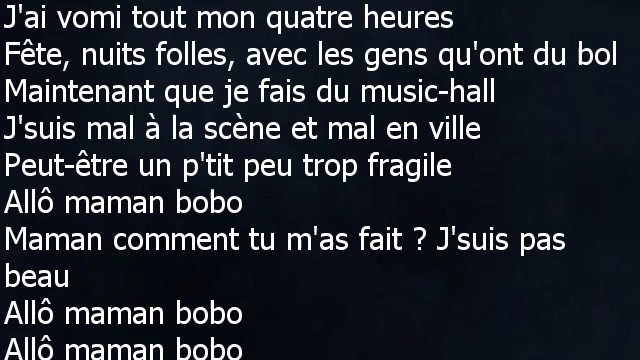 J'ai vomi tout mon quatre heures
Fête, nuits folles, avec les gens qu'ont du bol
Maintenant que je fais du music-hall
J'suis mal à la scène et mal en ville
Peut-être un p'tit peu trop fragile
Allô maman bobo
Maman comment tu m'as fait ? J'suis pas
beau
Allô maman bobo
Allô maman bobo